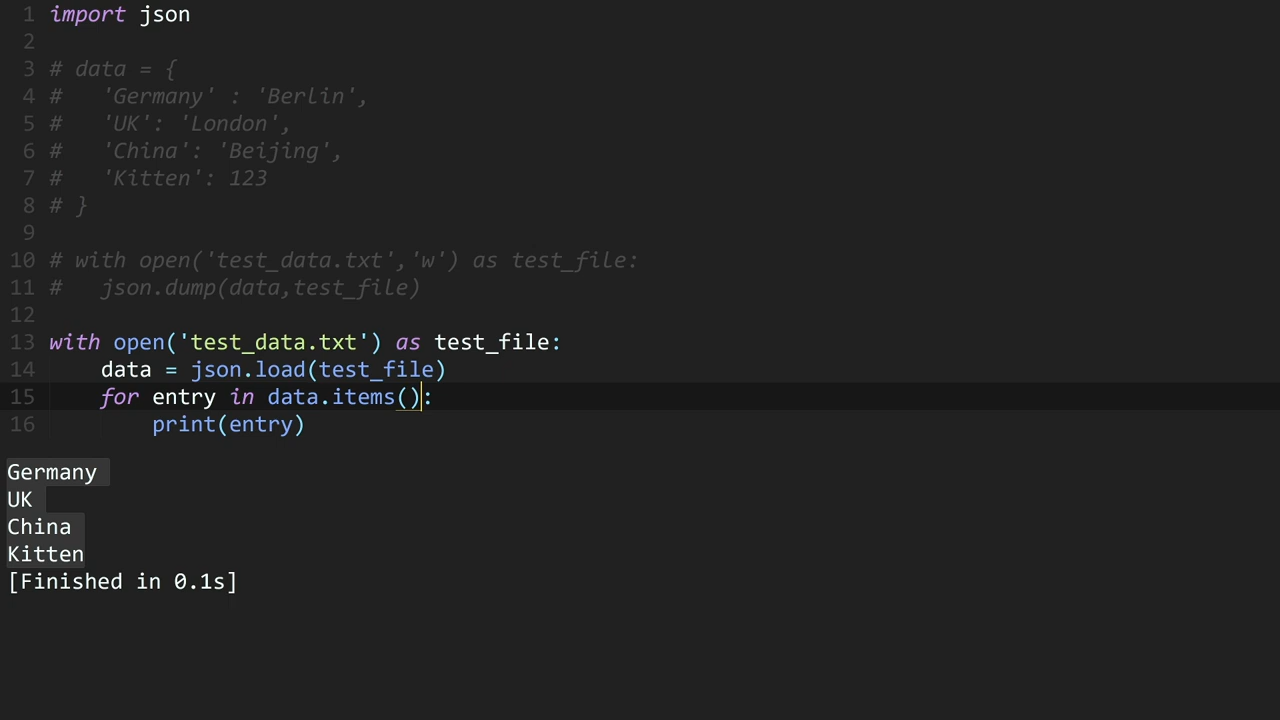 1 import json
2
3 # data = {
4 #   'Germany' : 'Berlin',
5 #   'UK': 'London',
6 #   'China': 'Beijing',
7 #   'Kitten': 123
8 # }
9
10 # with open('test_data.txt','w') as test_file:
11 #   json.dump(data,test_file)
12
13 with open('test_data.txt') as test_file:
14     data = json.load(test_file)
15     for entry in data.items():
16         print(entry)
Germany
UK
China
Kitten
[Finished in 0.1s]